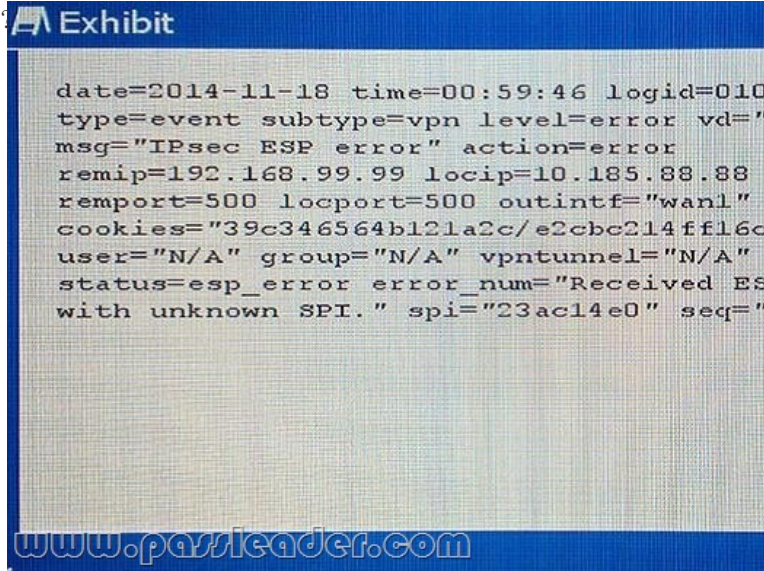 Exhibit
date=2014-11-18 time=00:59:46 logid=010
type=event subtype=vpn level=error vd="
msg="IPsec ESP error" action=error
remip=192.168.99.99 locip=10.185.88.88
remport=500 locport=500 outintf="wan1"
cookies="39c346564b121a2c/e2cbc214ff16c
user="N/A" group="N/A" vpntunnel="N/A"
status=esp_error error_num="Received ES
with unknown SPI." spi="23ac14e0" seq="
www.passleader.com